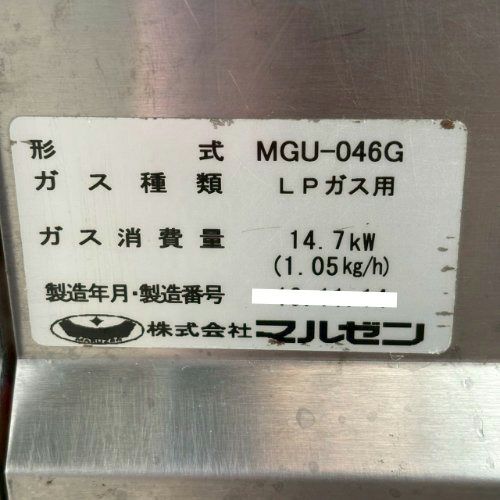 形式 MGU-046G
ガス種類 LPガス用
ガス消費量 14.7kW
(1.05kg/h)
製造年月・製造番号
MARUZEN 株式会社マルゼン